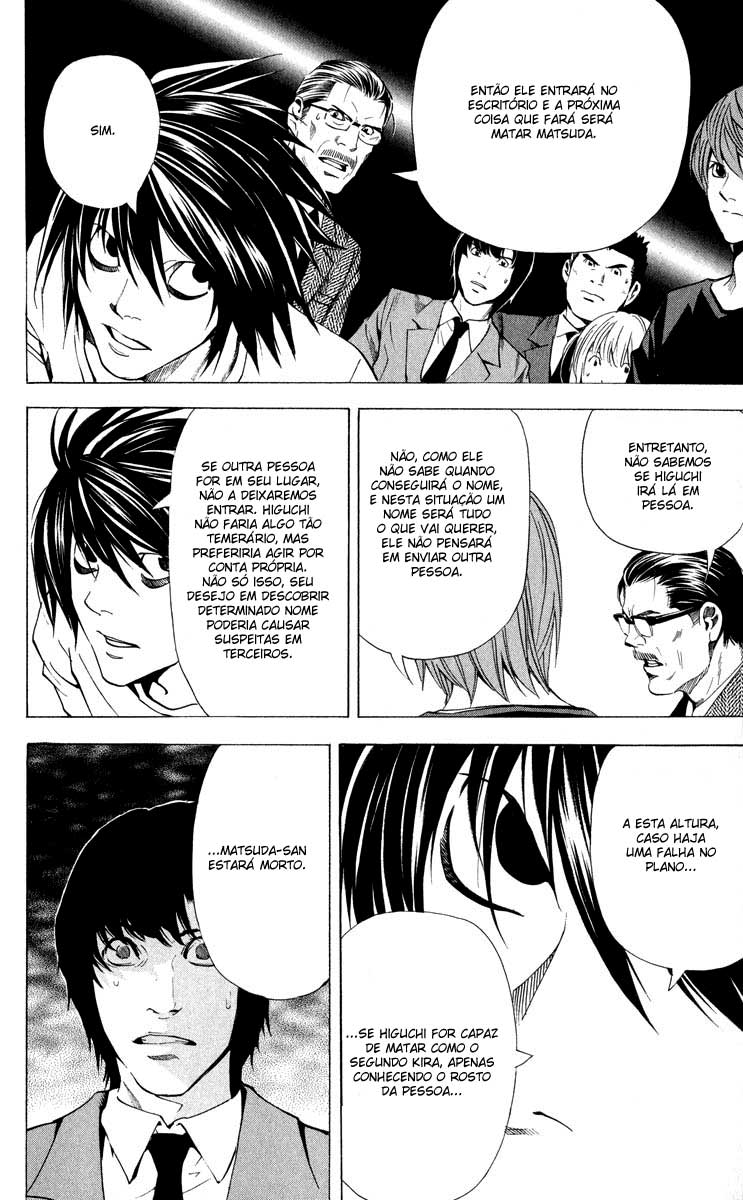 ENTÃO ELE ENTRARÁ NO
ESCRITÓRIO E A PRÓXIMA
COISA QUE FARÁ SERÁ
MATAR MATSUDA.
SIM.
ENTRETANTO,
NÃO SABEMOS
SE HIGUCHI
IRÁ LÁ EM
PESSOA.
NÃO, COMO ELE
NÃO SABE QUANDO
CONSEGUIRÁ O NOME,
E NESTA SITUAÇÃO UM
NOME SERÁ TUDO
O QUE VAI QUERER,
ELE NÃO PENSARÁ
EM ENVIAR OUTRA
PESSOA.
SE OUTRA PESSOA
FOR EM SEU LUGAR,
NÃO A DEIXAREMOS
ENTRAR. HIGUCHI
NÃO FARIA ALGO TÃO
TEMERÁRIO, MAS
PREFERIRIA AGIR POR
CONTA PRÓPRIA.
NÃO SÓ ISSO, SEU
DESEJO EM DESCOBRIR
DETERMINADO NOME
PODERIA CAUSAR
SUSPEITAS EM
TERCEIROS.
A ESTA ALTURA,
CASO HAJA
UMA FALHA NO
PLANO...
...SE HIGUCHI FOR CAPAZ
DE MATAR COMO O
SEGUNDO KIRA, APENAS
CONHECENDO O ROSTO
DA PESSOA...
...MATSUDA-SAN
ESTARÁ MORTO.